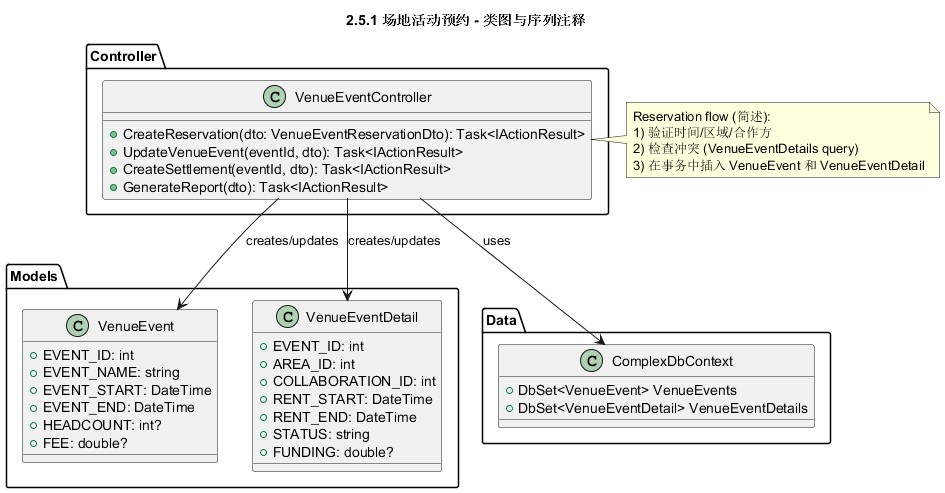 2.5.1 场地活动预约 - 类图与序列注释
Controller
C VenueEventController
CreateReservation(dto: VenueEventReservationDto): Task<IActionResult>
UpdateVenueEvent(eventId, dto): Task<IActionResult>
CreateSettlement(eventId, dto): Task<IActionResult>
GenerateReport(dto): Task<IActionResult>
Reservation flow (简述):
1) 验证时间/区域/合作方
2) 检查冲突 (VenueEventDetails query)
3) 在事务中插入 VenueEvent 和 VenueEventDetail
creates/updates
creates/updates
uses
Models
C VenueEvent
EVENT_ID: int
EVENT_NAME: string
EVENT_START: DateTime
EVENT_END: DateTime
HEADCOUNT: int?
FEE: double?
C VenueEventDetail
EVENT_ID: int
AREA_ID: int
COLLABORATION_ID: int
RENT_START: DateTime
RENT_END: DateTime
STATUS: string
FUNDING: double?
Data
C ComplexDbContext
DbSet<VenueEvent> VenueEvents
DbSet<VenueEventDetail> VenueEventDetails